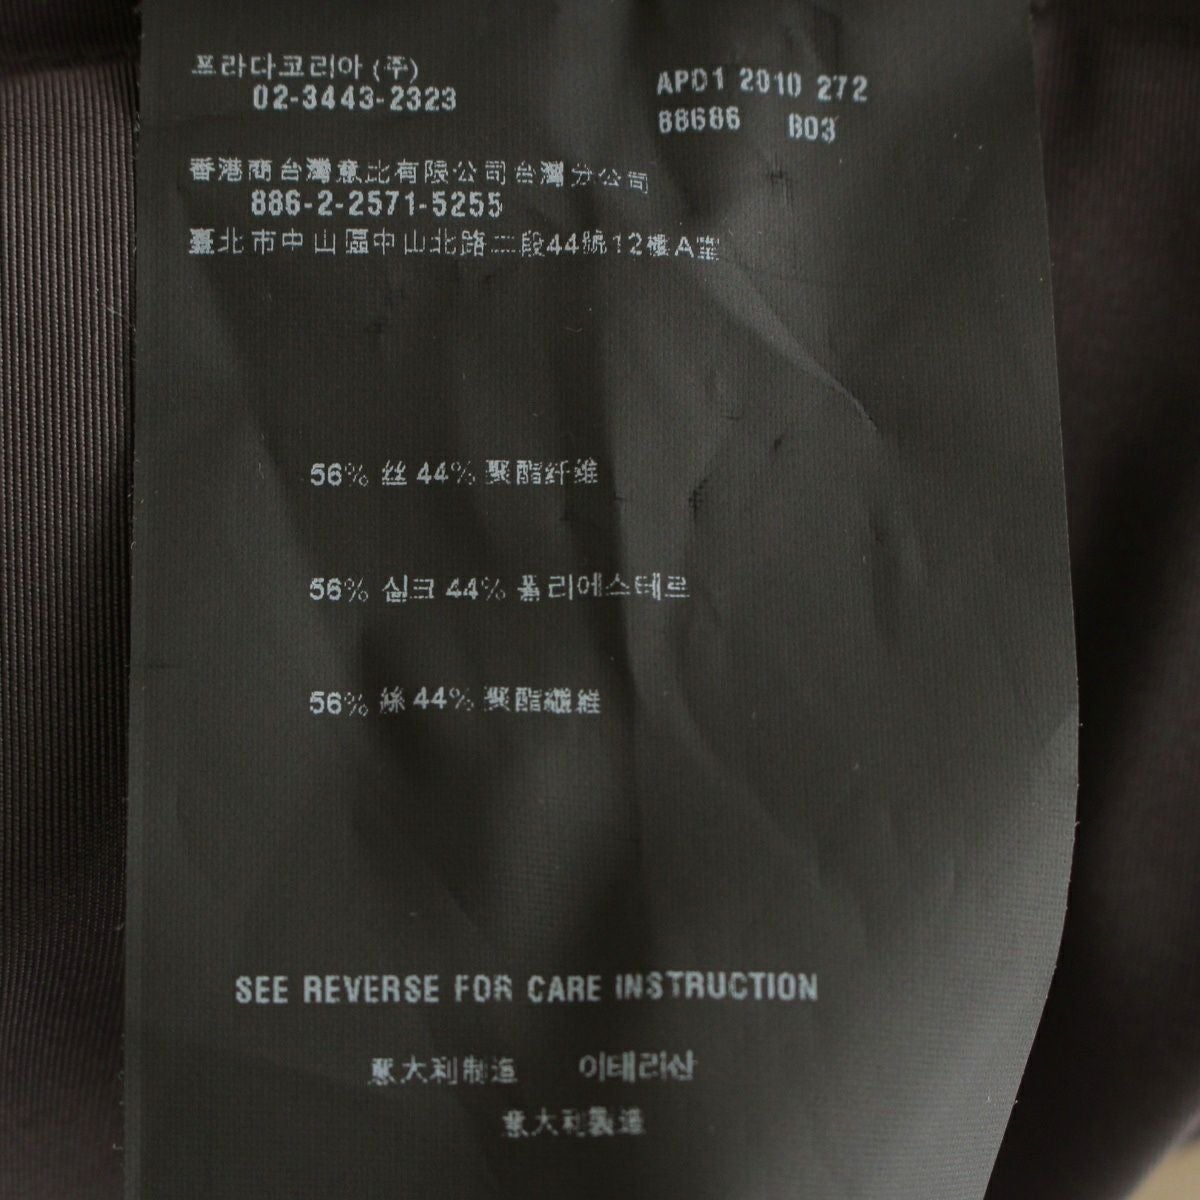 프라다코리아 (주)
02-3443-2323
APD1 2010 272
88686 803
香港商台灣意比有限公司台灣分公司
886-2-2571-5255
臺北市中山區中山北路二段44號12樓A室
56% 丝 44% 聚酯纤维
56% 실크 44% 폴리에스테르
56% 絲 44% 聚酯纖維
SEE REVERSE FOR CARE INSTRUCTION
意大利制造 이태리산
意大利製造